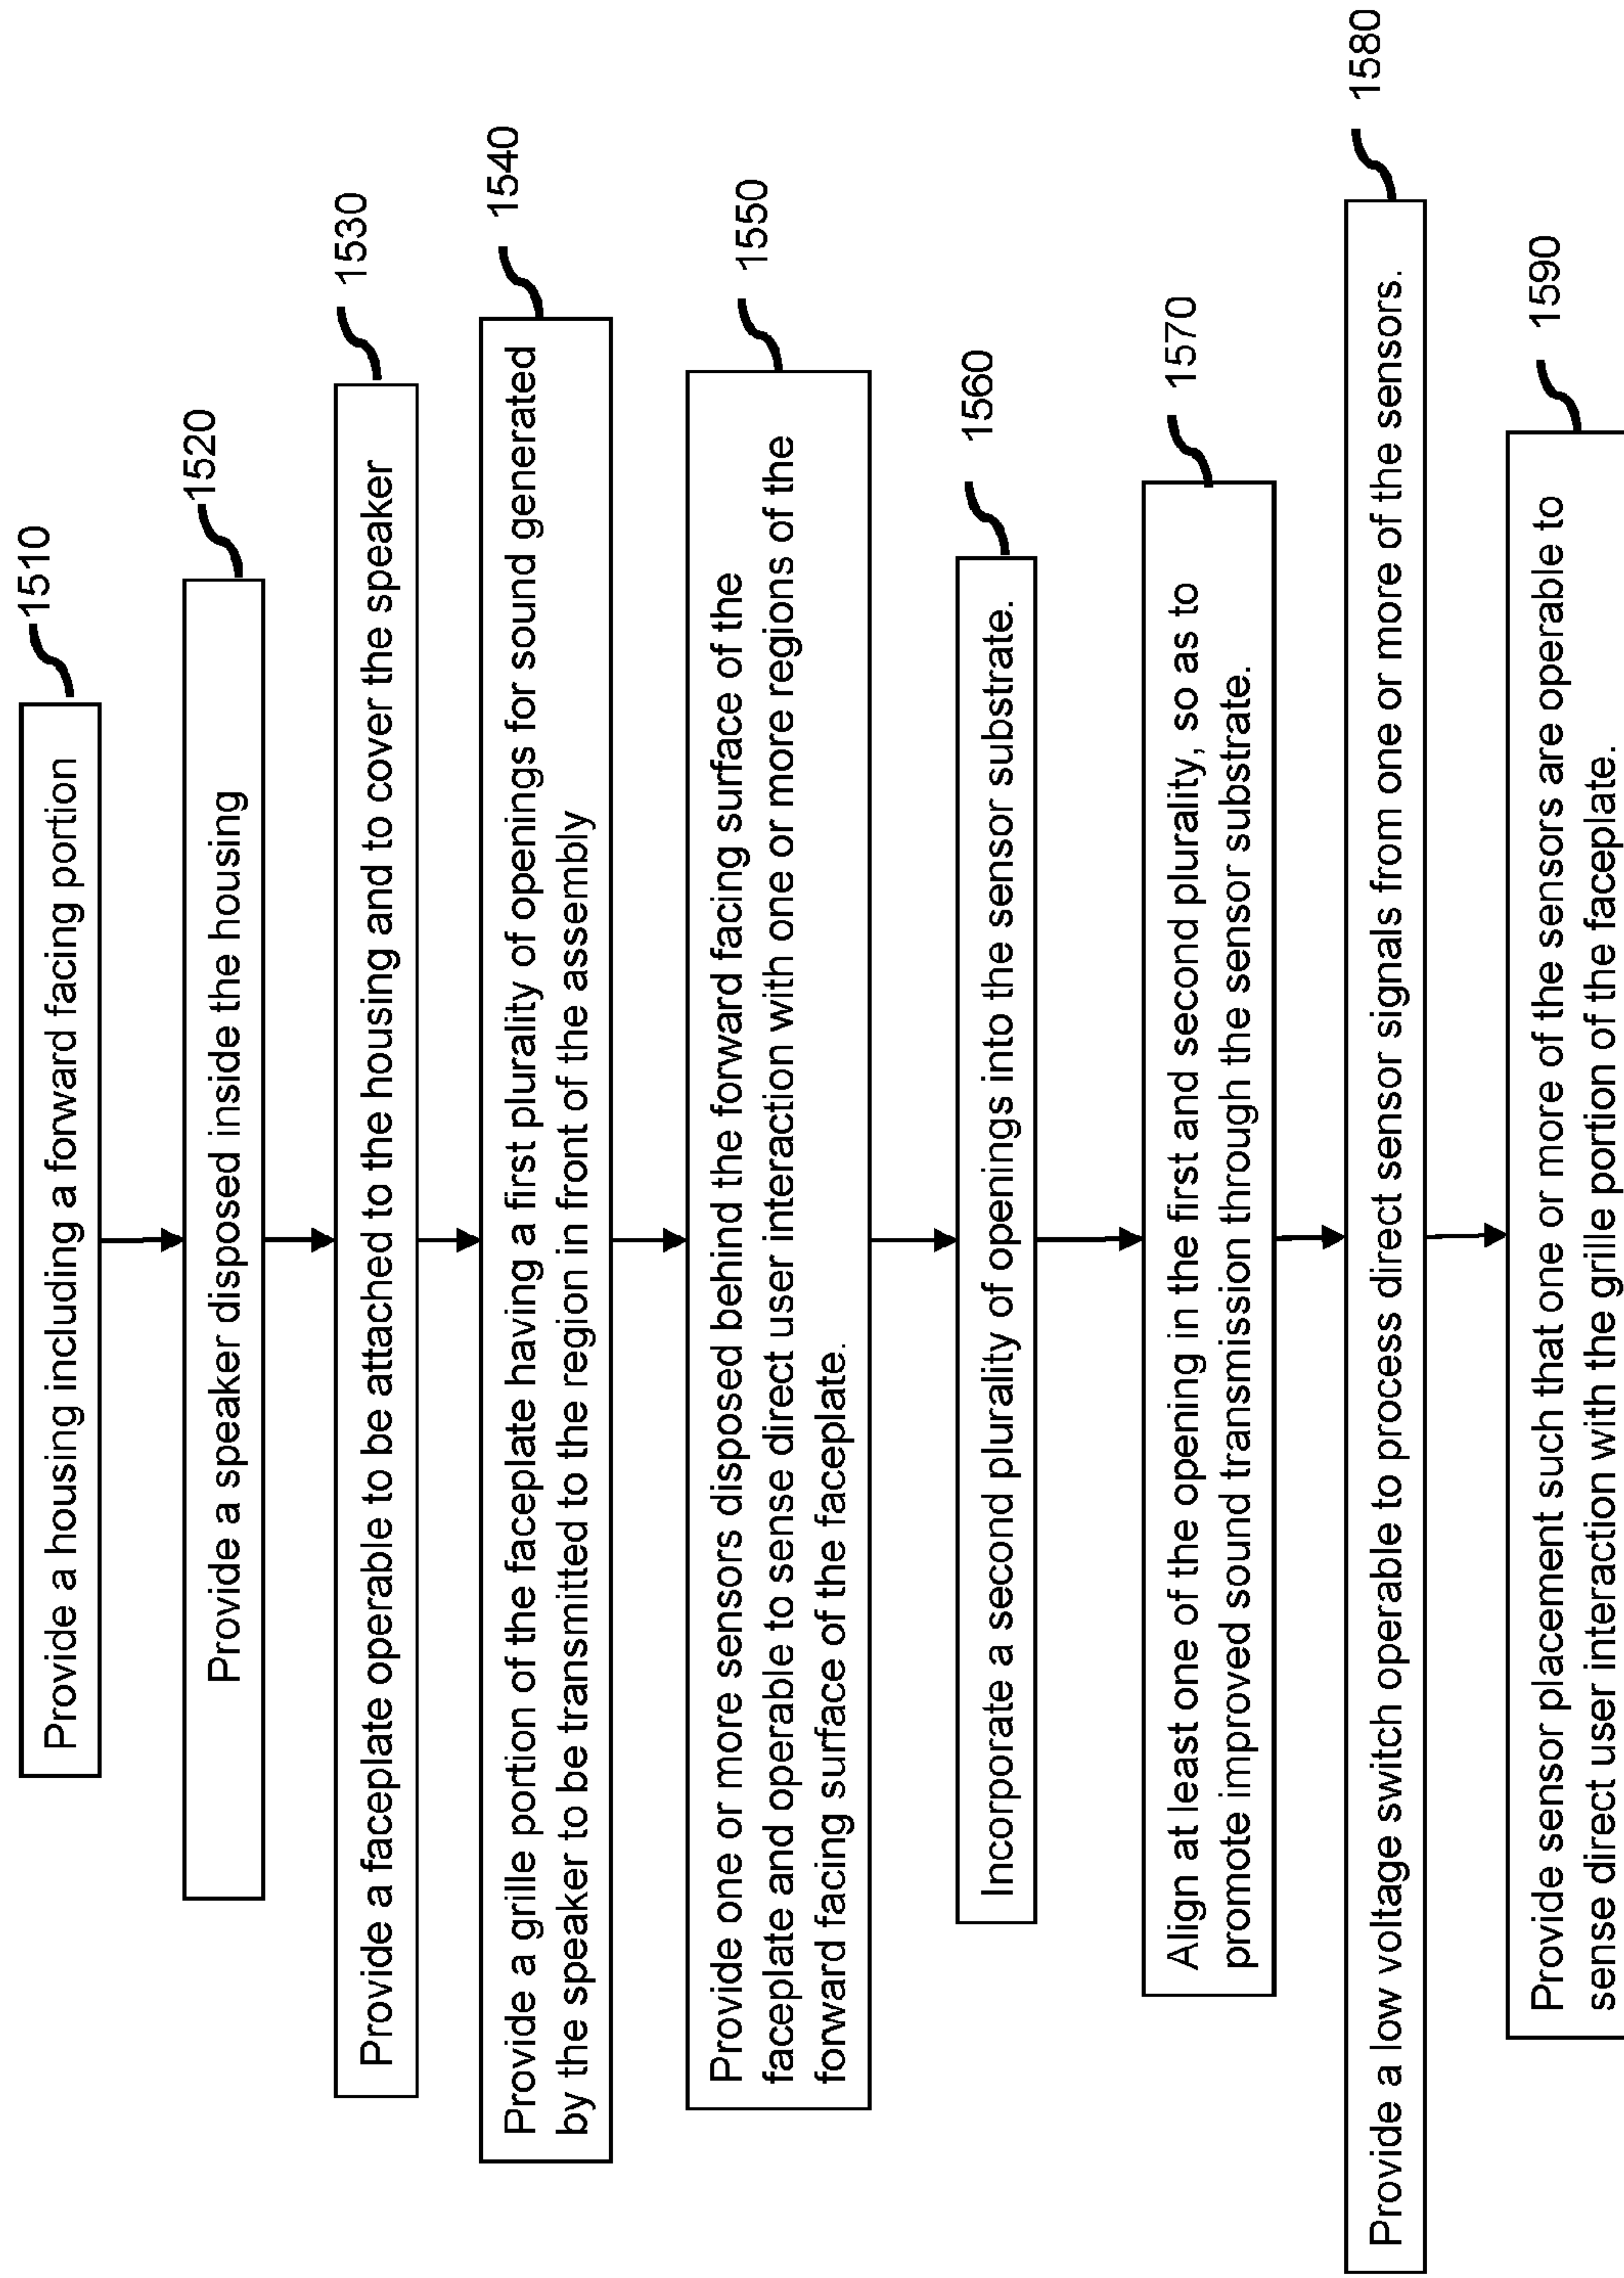 1510
Provide a housing including a forward facing portion
1520
Provide a speaker disposed inside the housing
1530
Provide a faceplate operable to be attached to the housing and to cover the speaker
1540
Provide a grille portion of the faceplate having a first plurality of openings for sound generated
by the speaker to be transmitted to the region in front of the assembly
1550
Provide one or more sensors disposed behind the forward facing surface of the
faceplate and operable to sense direct user interaction with one or more regions of the
forward facing surface of the faceplate.
1560
Incorporate a second plurality of openings into the sensor substrate.
1570
Align at least one of the opening in the first and second plurality, so as to
promote improved sound transmission through the sensor substrate.
1580
Provide a low voltage switch operable to process direct sensor signals from one or more of the sensors.
1590
Provide sensor placement such that one or more of the sensors are operable to
sense direct user interaction with the grille portion of the faceplate.